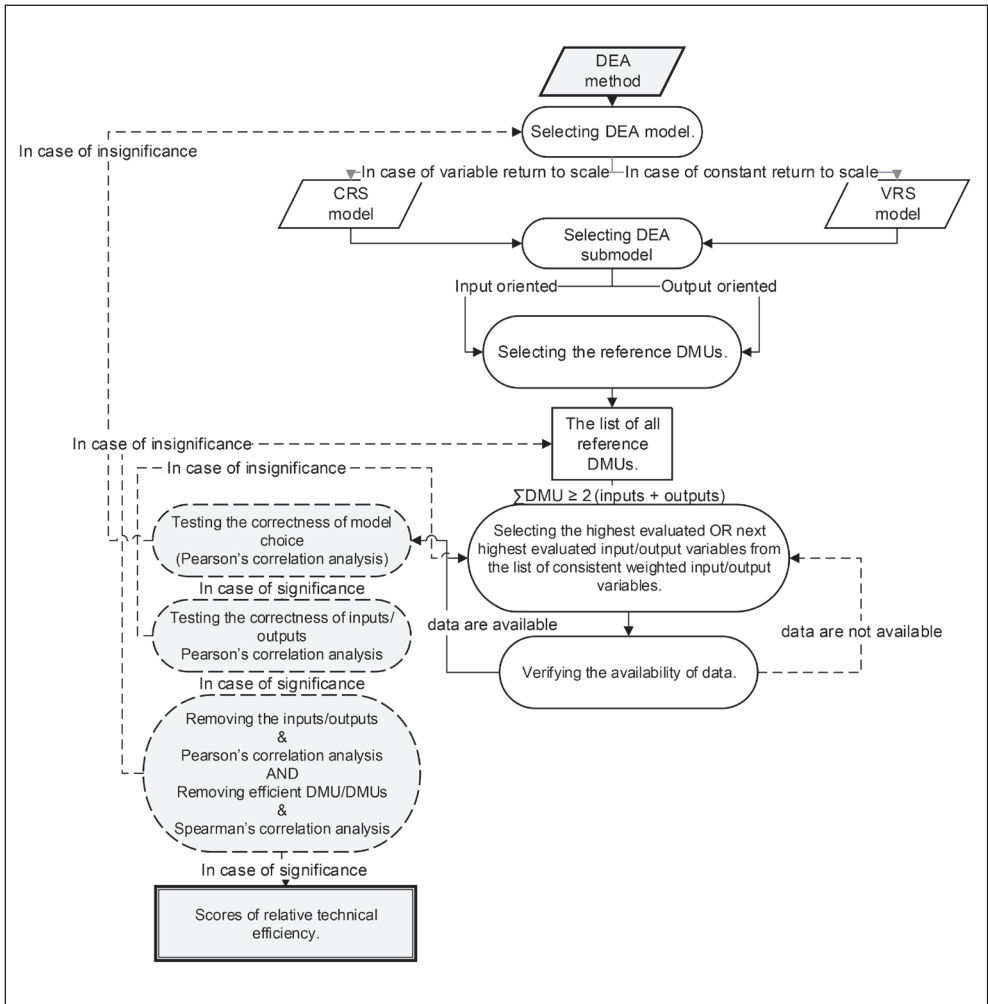 DEA
method
Selecting DEA model.
In case of insignificance
In case of variable return to scale
In case of constant return to scale
CRS
model
VRS
model
Selecting DEA
submodel
Input oriented
Output oriented
Selecting the reference DMUs.
The list of all
reference
DMUs.
In case of insignificance
In case of insignificance
∑DMU ≥ 2 (inputs + outputs)
Testing the correctness of model
choice
(Pearson’s correlation analysis)
Selecting the highest evaluated OR next
highest evaluated input/output variables from
the list of consistent weighted input/output
variables.
In case of significance
Testing the correctness of inputs/
outputs
Pearson’s correlation analysis
data are available
data are not available
Verifying the availability of data.
In case of significance
Removing the inputs/outputs
&
Pearson’s correlation analysis
AND
Removing efficient DMU/DMUs
&
Spearman’s correlation analysis
In case of significance
Scores of relative technical
efficiency.